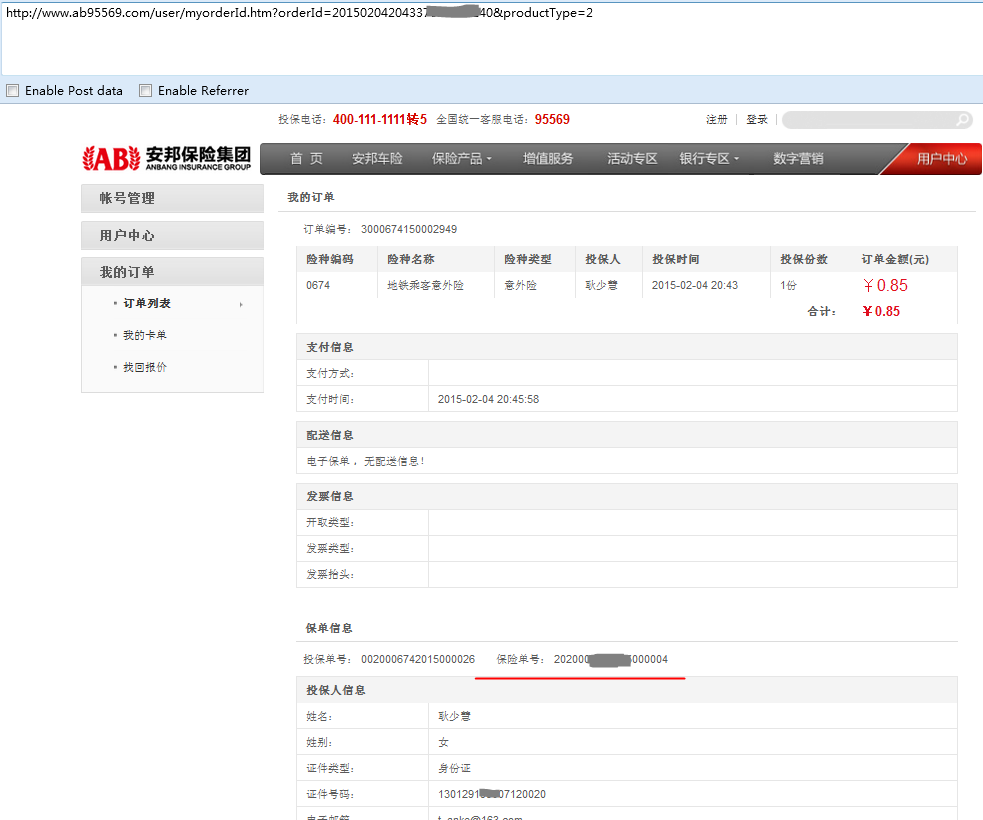 http://www.ab95569.com/user/myorderId.htm?orderId=20150204204337 40&productType=2
Enable Post data Enable Referrer
投保电话: 400-111-1111转5 全国统一客服电话: 95569 注册 登录
AB 安邦保险集团 ANBANG INSURANCE GROUP
首 页 安邦车险 保险产品 增值服务 活动专区 银行专区 数字营销 用户中心
帐号管理
用户中心
我的订单
订单列表
我的卡单
找回报价
我的订单
订单编号: 3000674150002949
险种编码 险种名称 险种类型 投保人 投保时间 投保份数 订单金额(元)
0674 地铁乘客意外险 意外险 耿少慧 2015-02-04 20:43 1份 ￥0.85
合计: ￥0.85
支付信息
支付方式:
支付时间: 2015-02-04 20:45:58
配送信息
电子保单，无配送信息!
发票信息
开取类型:
发票类型:
发票抬头:
保单信息
投保单号: 0020006742015000026 保险单号: 202000 000004
投保人信息
姓名: 耿少慧
姓别: 女
证件类型: 身份证
证件号码: 130129 07120020
电子邮箱